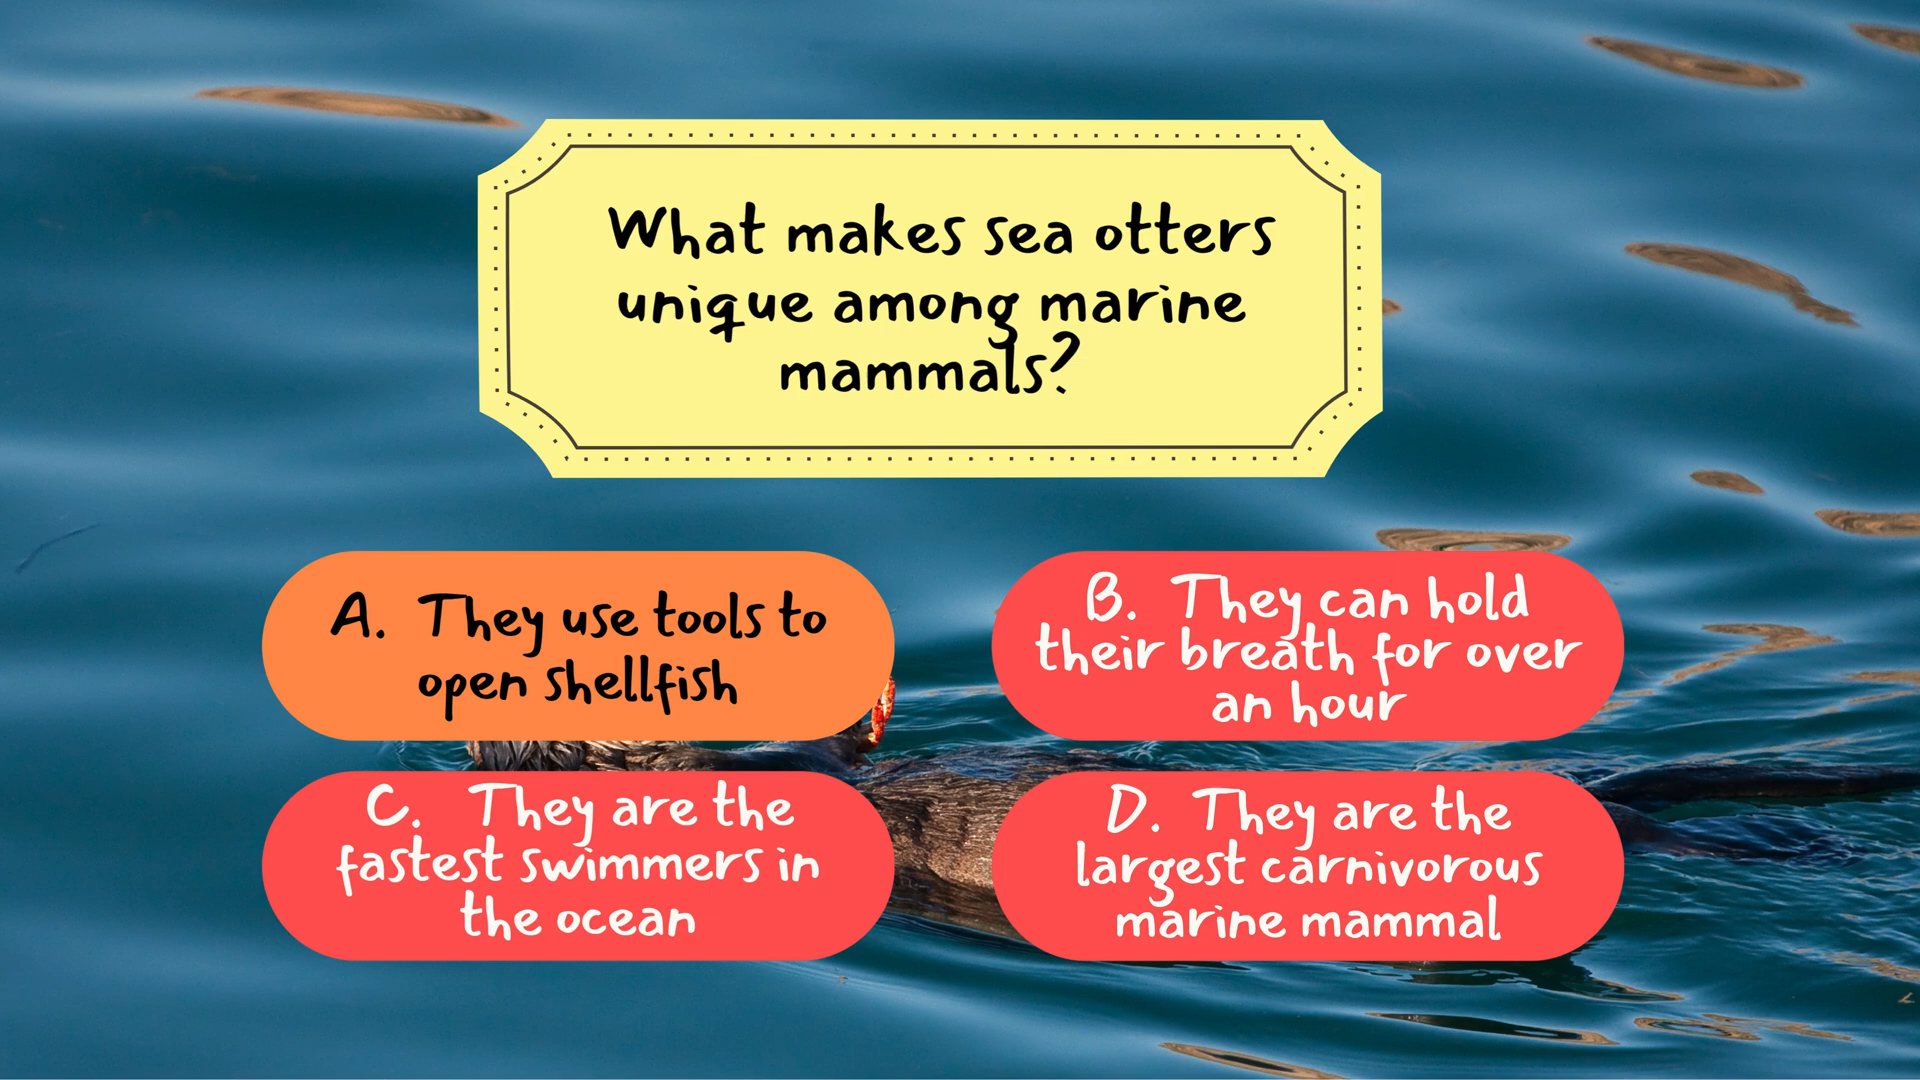 What makes sea otters
unique among marine
mammals?
A. They use tools to
open shellfish
B. They can hold
their breath for over
an hour
C. They are the
fastest swimmers in
the ocean
D. They are the
largest carnivorous
marine mammal